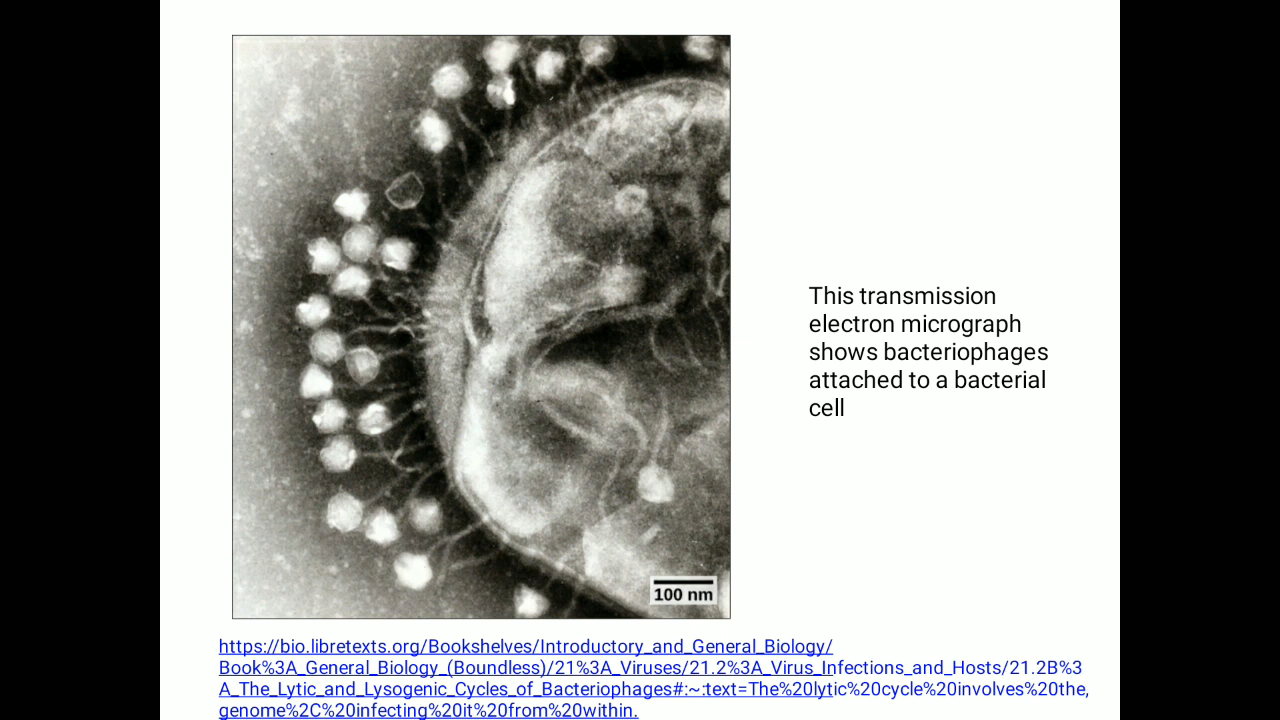 This transmission
electron micrograph
shows bacteriophages
attached to a bacterial
cell
100 nm
https://bio.libretexts.org/Bookshelves/Introductory_and_General_Biology/
Book%3A_General_Biology_(Boundless)/21%3A_Viruses/21.2%3A_Virus_Infections_and_Hosts/21.2B%3
A_The_Lytic_and_Lysogenic_Cycles_of_Bacteriophages#:~:text=The%20lytic%20cycle%20involves%20the,
genome%2C%20infecting%20it%20from%20within.